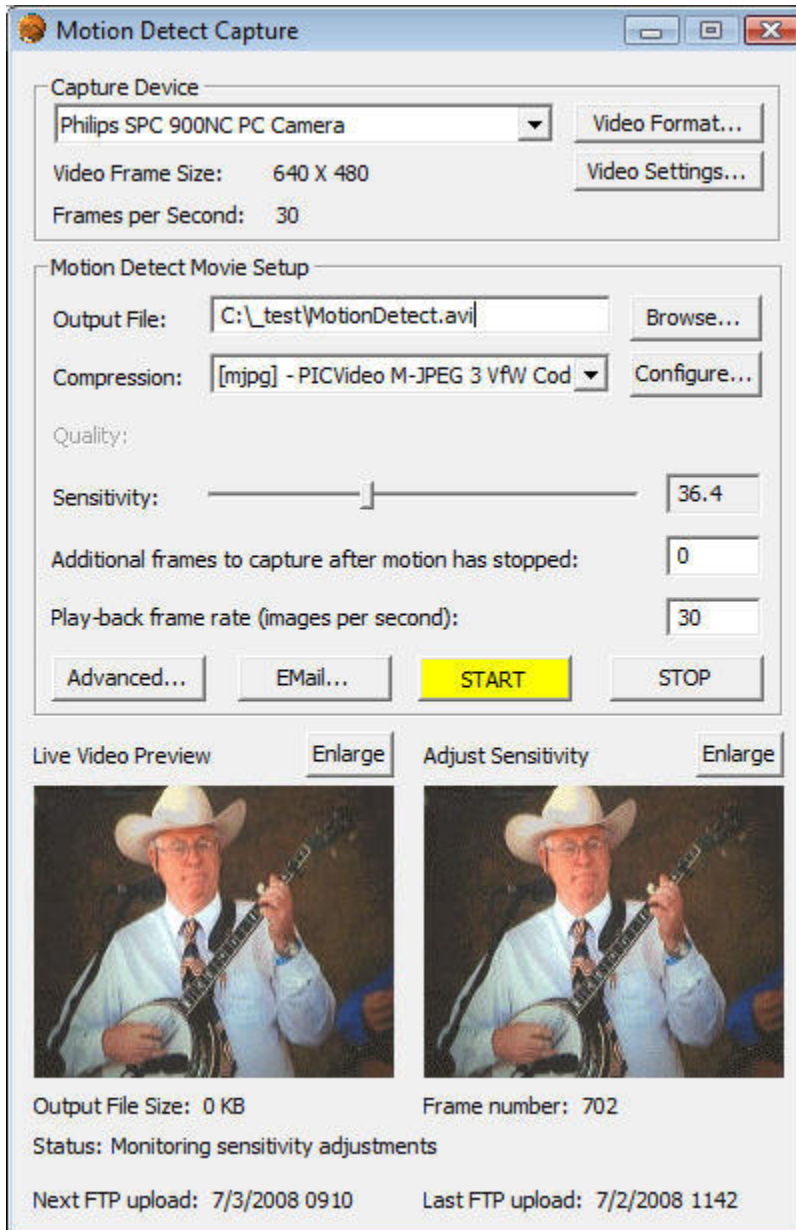 Motion Detect Capture
Capture Device
Philips SPC 900NC PC Camera
Video Format...
Video Frame Size: 640 X 480
Video Settings...
Frames per Second: 30
Motion Detect Movie Setup
Output File: C:\_test\MotionDetect.avi
Browse...
Compression: [mjpg] - PICVideo M-JPEG 3 VfW Cod
Configure...
Quality:
Sensitivity: 36.4
Additional frames to capture after motion has stopped: 0
Play-back frame rate (images per second): 30
Advanced... EMail... START STOP
Live Video Preview Enlarge Adjust Sensitivity Enlarge
Output File Size: 0 KB Frame number: 702
Status: Monitoring sensitivity adjustments
Next FTP upload: 7/3/2008 0910 Last FTP upload: 7/2/2008 1142